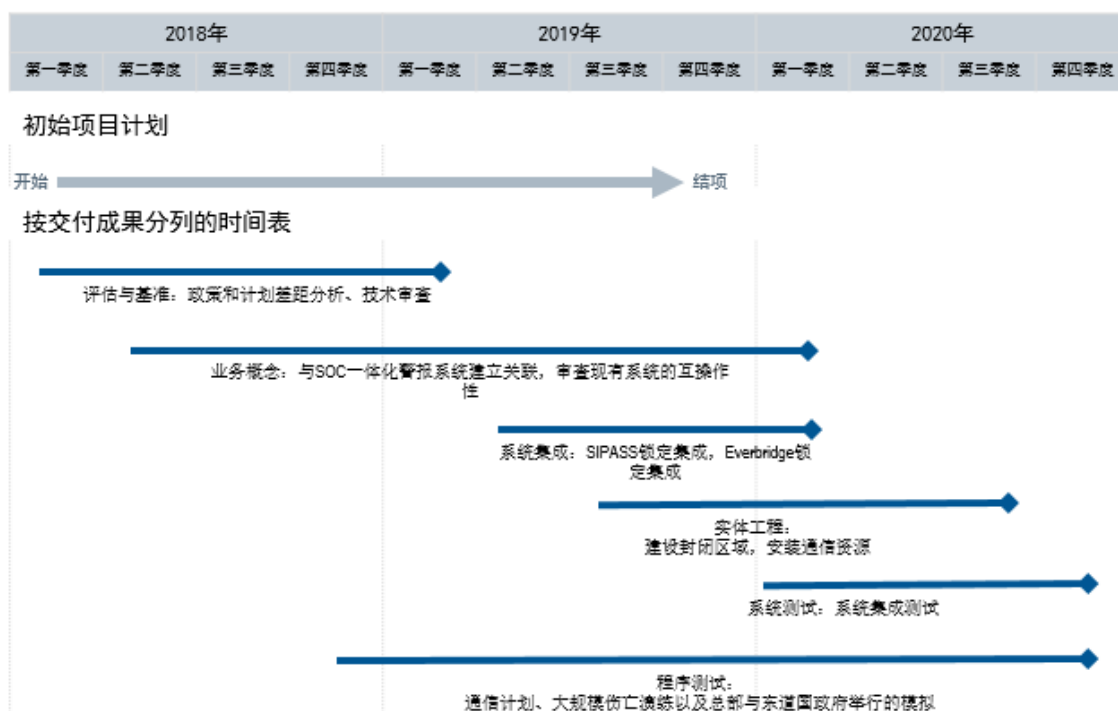 2018年 2019年 2020年
第一季度 第二季度 第三季度 第四季度 第一季度 第二季度 第三季度 第四季度 第一季度 第二季度 第三季度 第四季度
初始项目计划
开始 结项
按交付成果分列的时间表
评估与基准：政策和计划差距分析、技术审查
业务概念：与SOC一体化警报系统建立关联，审查现有系统的互操作
性
系统集成：SIPASS锁定集成，Everbridge锁
定集成
实体工程：
建设封闭区域，安装通信资源
系统测试：系统集成测试
程序测试：
通信计划、大规模伤亡演练以及总部与东道国政府举行的模拟